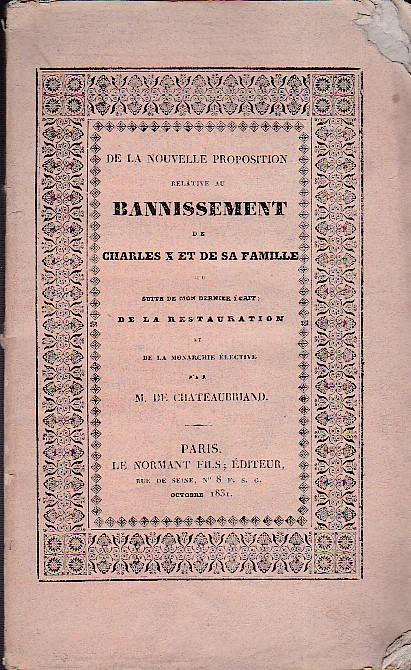 DE LA NOUVELLE PROPOSITION
RELATIVE AU
BANNISSEMENT
DE
CHARLES X ET DE SA FAMILLE
OU
SUITE DE MON DERNIER ÉCRIT:
DE LA RESTAURATION
ET
DE LA MONARCHIE ÉLECTIVE
PAR
M. DE CHATEAUBRIAND.
PARIS,
LE NORMANT FILS; ÉDITEUR,
RUE DE SEINE, Nº 8 F. S. G.
OCTOBRE 1831.